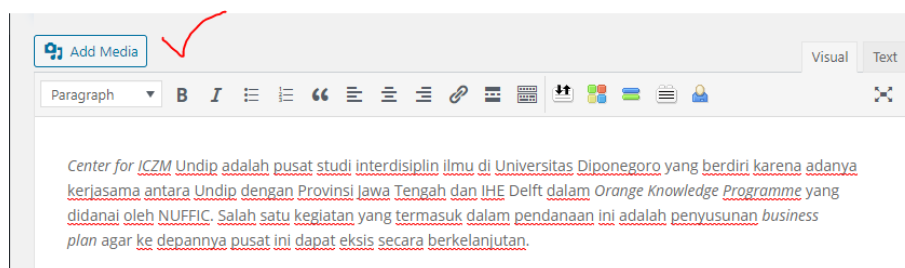 Add Media
Visual Text
Paragraph B I
Center for ICZM Undip adalah pusat studi interdisiplin ilmu di Universitas Diponegoro yang berdiri karena adanya
kerjasama antara Undip dengan Provinsi Jawa Tengah dan IHE Delft dalam Orange Knowledge Programme yang
didanai oleh NUFFIC. Salah satu kegiatan yang termasuk dalam pendanaan ini adalah penyusunan business
plan agar ke depannya pusat ini dapat eksis secara berkelanjutan.